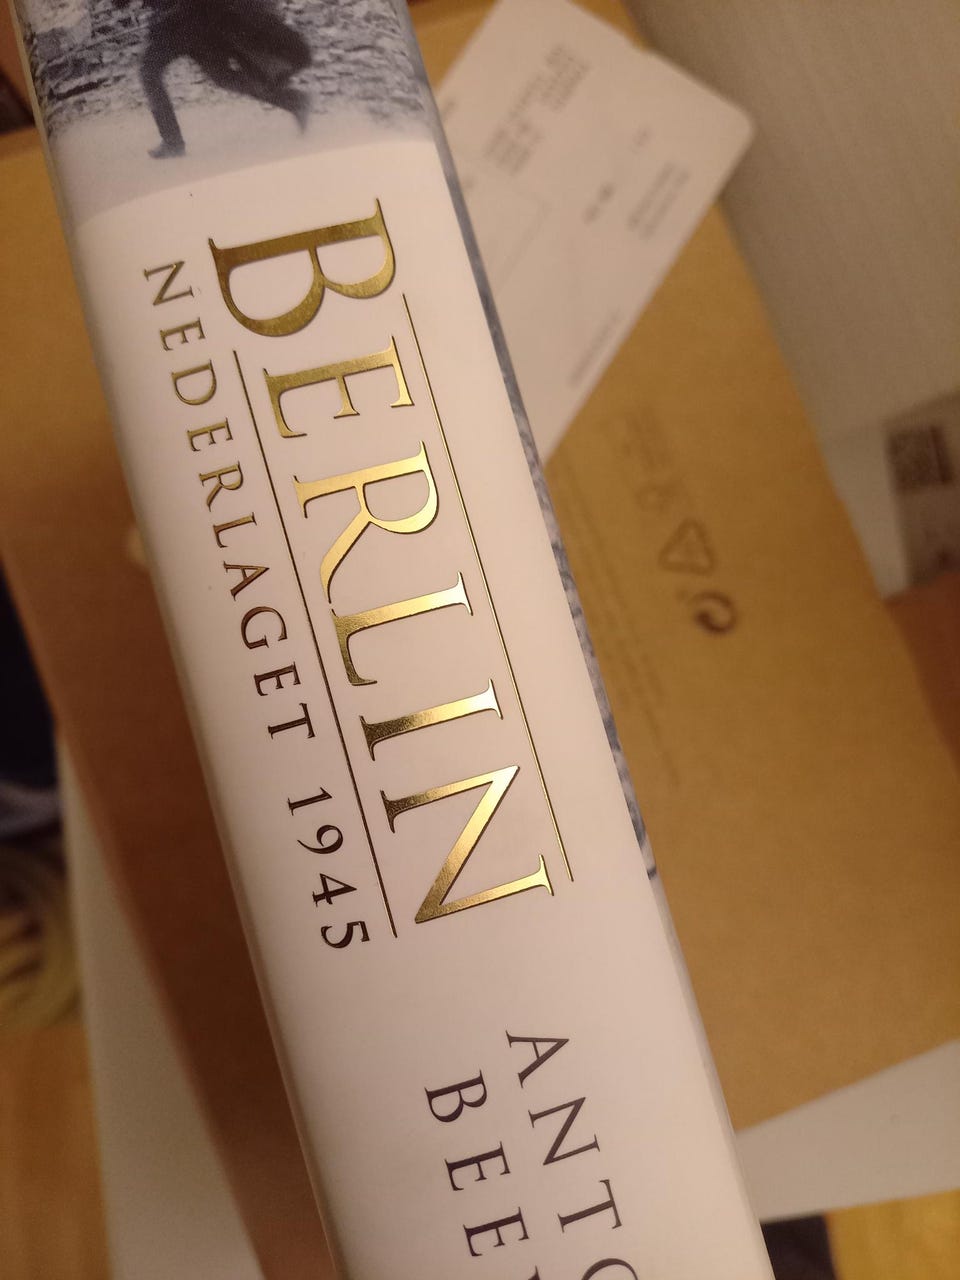 BERLIN
NEDERLAGET 1945
ANTO
BEE